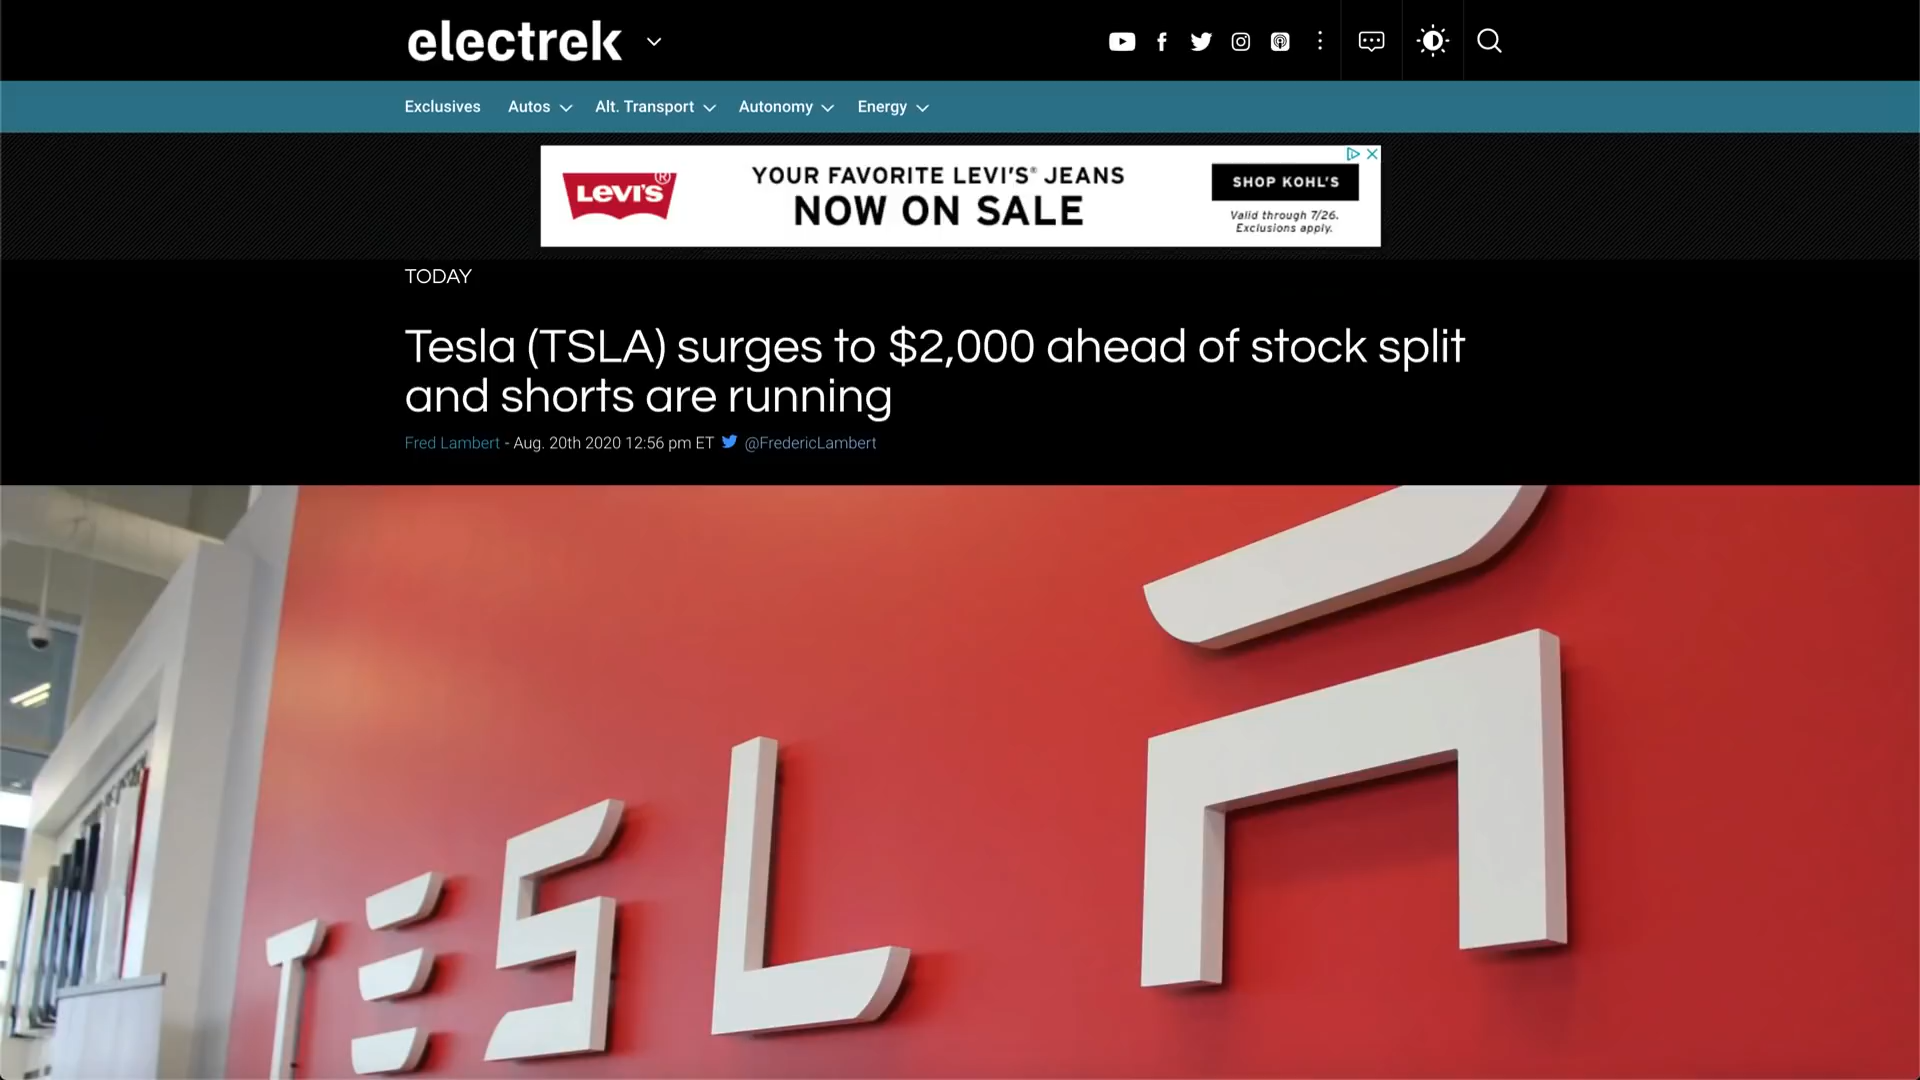 electrek
Exclusives Autos Alt. Transport Autonomy Energy
LEVI'S®
YOUR FAVORITE LEVI'S® JEANS
NOW ON SALE
SHOP KOHL'S
Valid through 7/26.
Exclusions apply.
TODAY
Tesla (TSLA) surges to $2,000 ahead of stock split
and shorts are running
Fred Lambert - Aug. 20th 2020 12:56 pm ET @FredericLambert
TESLA